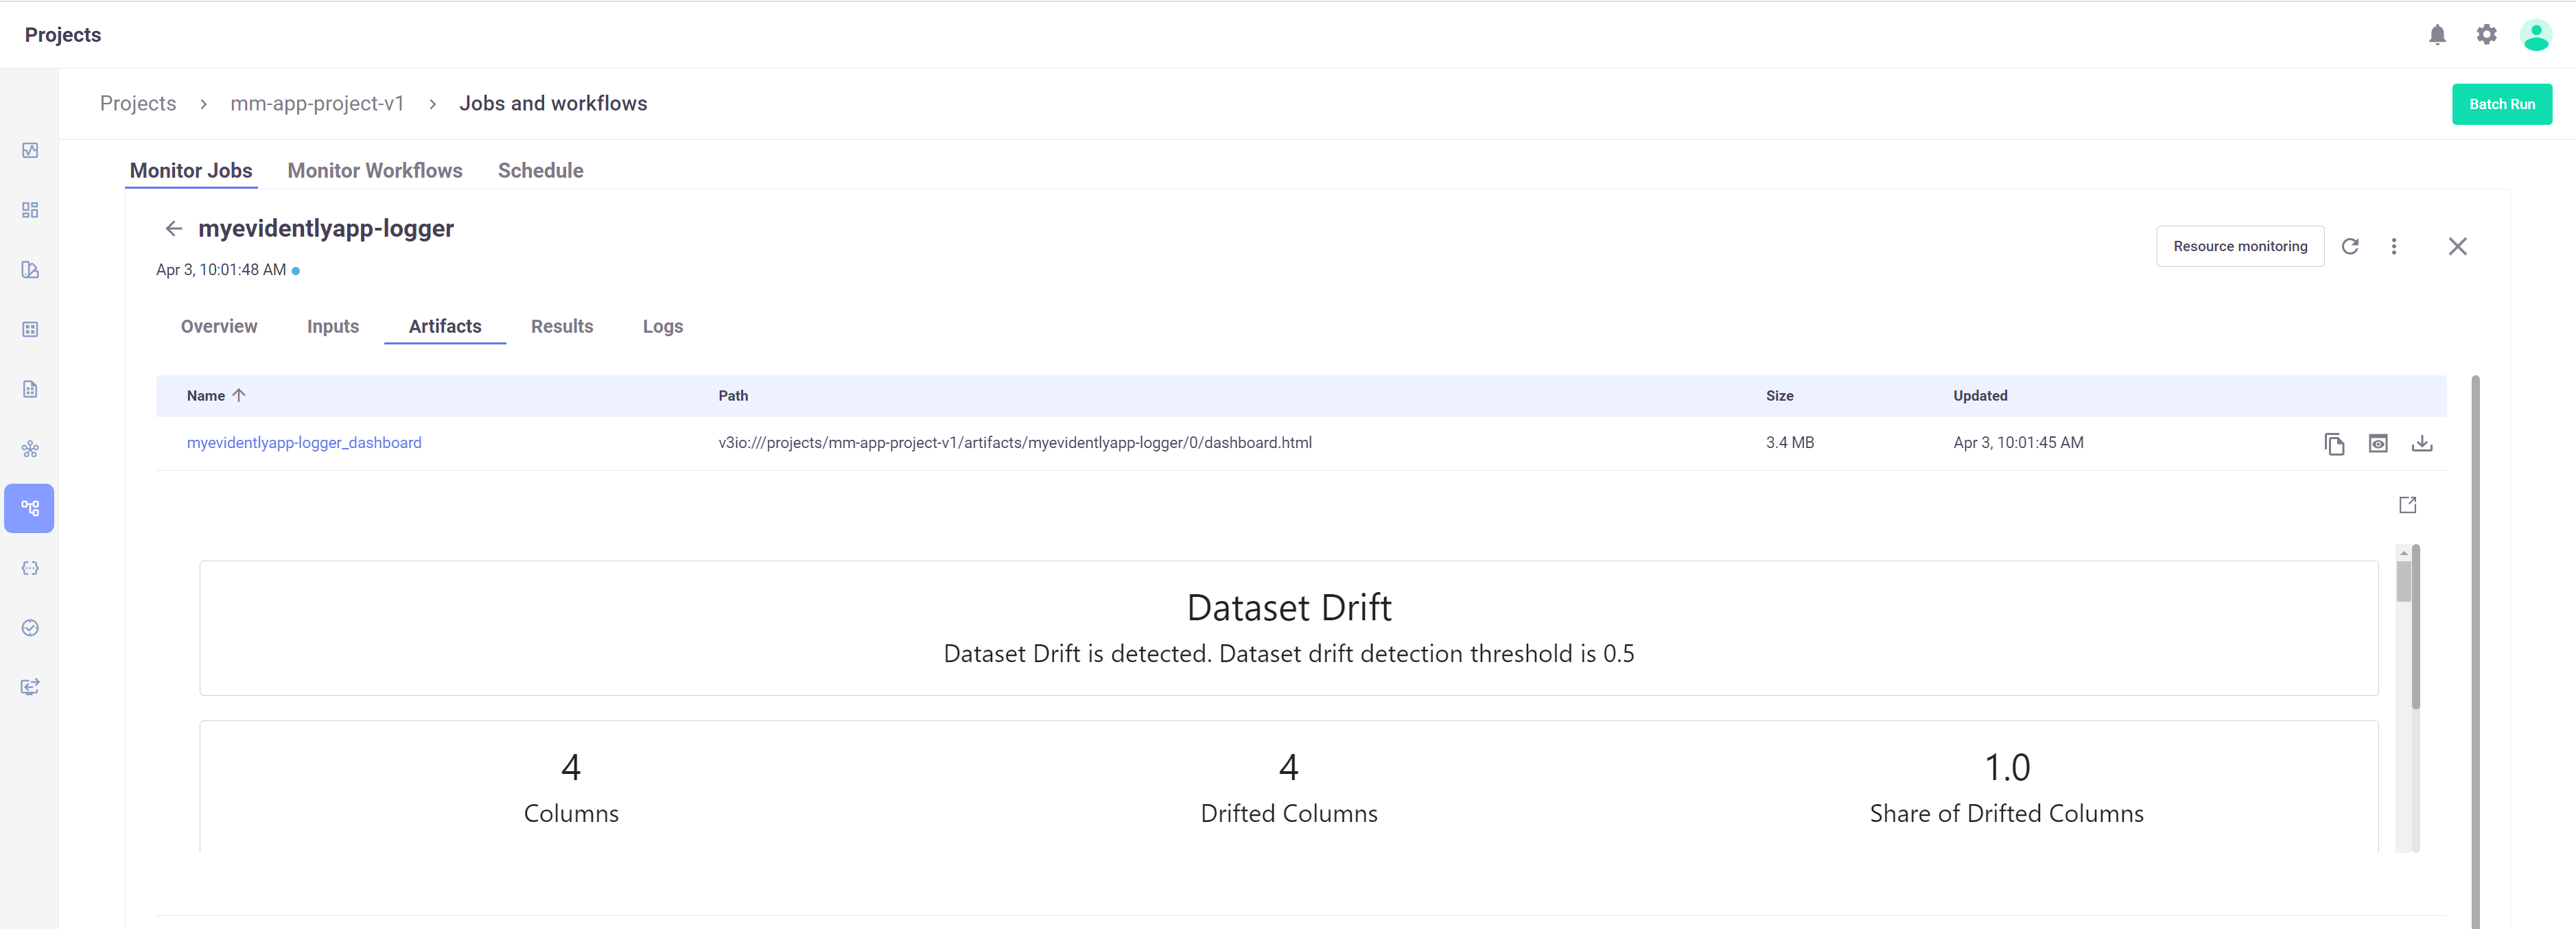 Projects
Projects > mm-app-project-v1 > Jobs and workflows
Batch Run
Monitor Jobs Monitor Workflows Schedule
myevidentlyapp-logger
Resource monitoring
Apr 3, 10:01:48 AM
Overview Inputs Artifacts Results Logs
Name Path Size Updated
myevidentlyapp-logger_dashboard v3io:///projects/mm-app-project-v1/artifacts/myevidentlyapp-logger/0/dashboard.html 3.4 MB Apr 3, 10:01:45 AM
Dataset Drift
Dataset Drift is detected. Dataset drift detection threshold is 0.5
4 4 1.0
Columns Drifted Columns Share of Drifted Columns